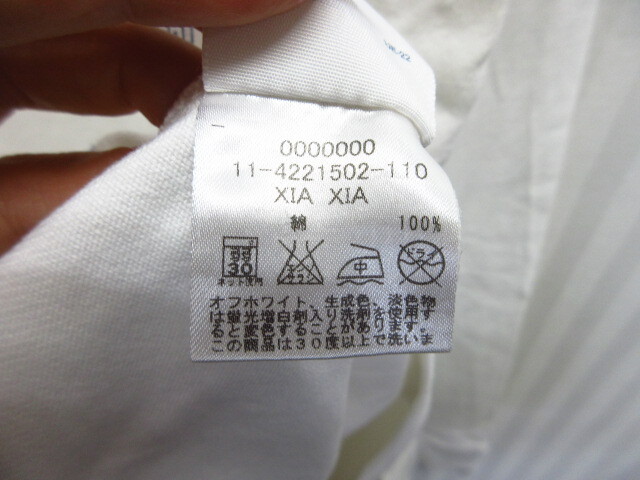 0000000
11-4221502-110
XIA XIA
綿 100%
弱
30
ネット使用
中
ドライ
オフホワイト、生成色、淡色物
は蛍光増白剤入り洗剤を使用す
ると変色することがあります。
この商品は30度以上で洗いま